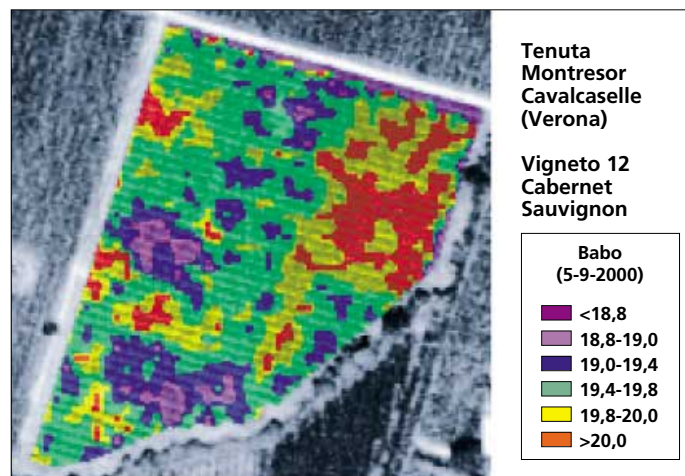 Tenuta
Montresor
Cavalcaselle
(Verona)
Vigneto 12
Cabernet
Sauvignon
Babo
(5-9-2000)
<18,8
18,8-19,0
19,0-19,4
19,4-19,8
19,8-20,0
>20,0